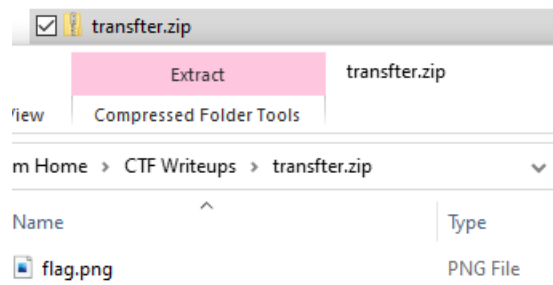 transfter.zip
Extract transfter.zip
View Compressed Folder Tools
m Home > CTF Writeups > transfter.zip
Name Type
flag.png PNG File